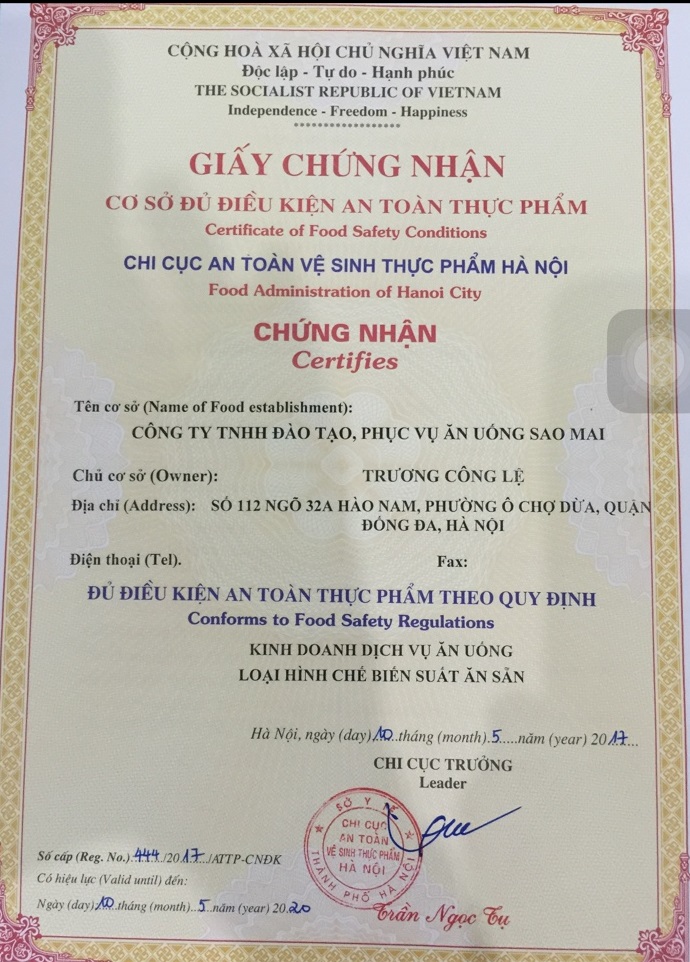 CỘNG HOÀ XÃ HỘI CHỦ NGHĨA VIỆT NAM
Độc lập - Tự do - Hạnh phúc
THE SOCIALIST REPUBLIC OF VIETNAM
Independence - Freedom - Happiness
******************
GIẤY CHỨNG NHẬN
CƠ SỞ ĐỦ ĐIỀU KIỆN AN TOÀN THỰC PHẨM
Certificate of Food Safety Conditions
CHI CỤC AN TOÀN VỆ SINH THỰC PHẨM HÀ NỘI
Food Administration of Hanoi City
CHỨNG NHẬN
Certifies
Tên cơ sở (Name of Food establishment):
CÔNG TY TNHH ĐÀO TẠO, PHỤC VỤ ĂN UỐNG SAO MAI
Chủ cơ sở (Owner): TRƯƠNG CÔNG LỆ
Địa chỉ (Address): SỐ 112 NGÕ 32A HÀO NAM, PHƯỜNG Ô CHỢ DỪA, QUẬN
ĐỐNG ĐA, HÀ NỘI
Điện thoại (Tel). Fax:
ĐỦ ĐIỀU KIỆN AN TOÀN THỰC PHẨM THEO QUY ĐỊNH
Conforms to Food Safety Regulations
KINH DOANH DỊCH VỤ ĂN UỐNG
LOẠI HÌNH CHẾ BIẾN SUẤT ĂN SẴN
Hà Nội, ngày (day) 10 tháng (month). 5 .....năm (year) 2017...
CHI CỤC TRƯỞNG
Leader
SỞ Y TẾ
CHI CỤC
AN TOÀN
VỆ SINH THỰC PHẨM
HÀ NỘI
THÀNH PHỐ HÀ NỘI
Số cấp (Reg. No.) 444 /2017./ATTP-CNĐK
Có hiệu lực (Valid until) đến:
Ngày (day) 10 .tháng (month)..5..năm (year) 2020
Trần Ngọc Tụ